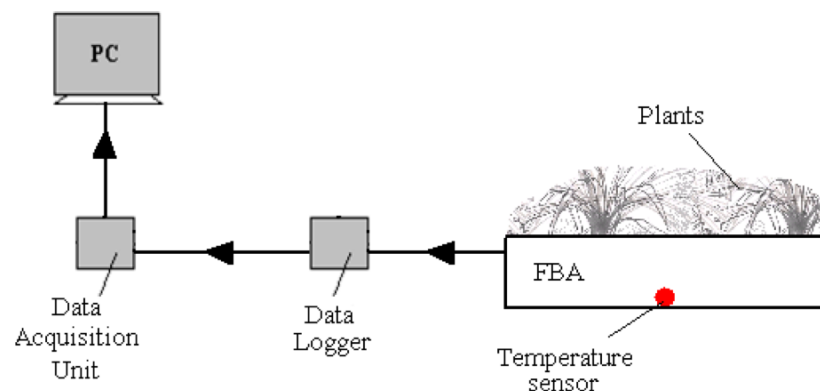 PC
Plants
FBA
Data
Acquisition
Unit
Data
Logger
Temperature
sensor